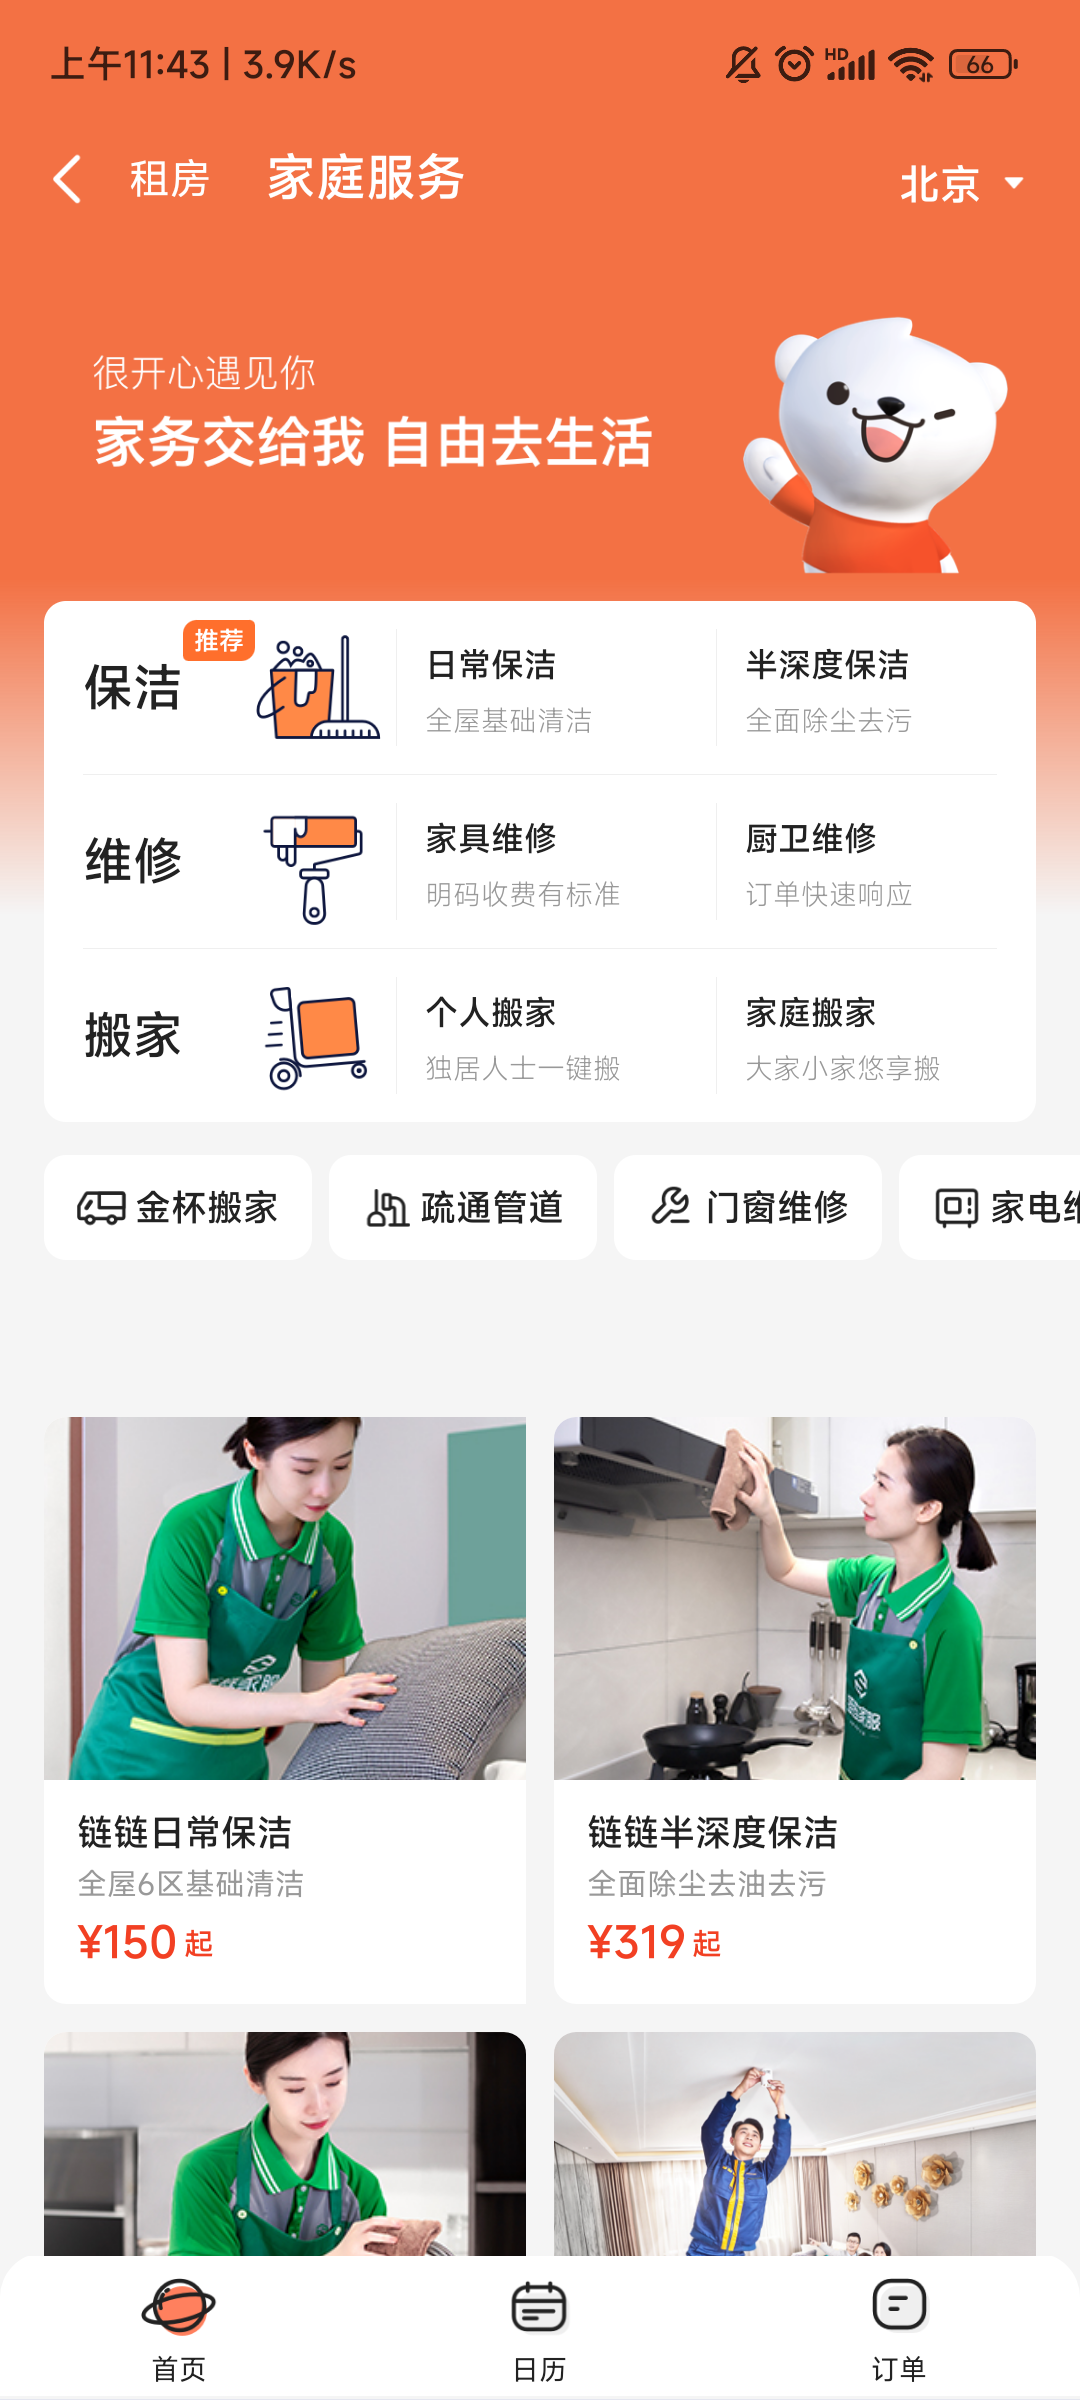 上午11:43 | 3.9K/s
HD
66
租房
家庭服务
北京
很开心遇见你
家务交给我 自由去生活
保洁
推荐
日常保洁
全屋基础清洁
半深度保洁
全面除尘去污
维修
家具维修
明码收费有标准
厨卫维修
订单快速响应
搬家
个人搬家
独居人士一键搬
家庭搬家
大家小家悠享搬
金杯搬家
疏通管道
门窗维修
家电
链链日常保洁
全屋6区基础清洁
¥150 起
链链半深度保洁
全面除尘去油去污
¥319 起
首页
日历
订单